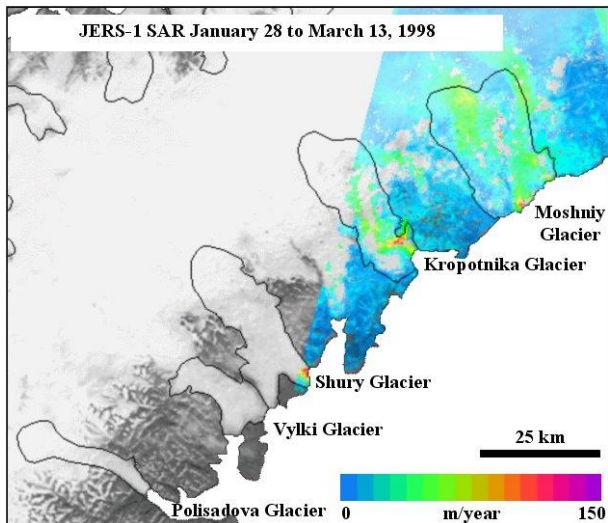 JERS-1 SAR January 28 to March 13, 1998
Moshniy
Glacier
Kropotnika Glacier
Shury Glacier
Vylki Glacier
25 km
Polisadova Glacier
0 m/year 150